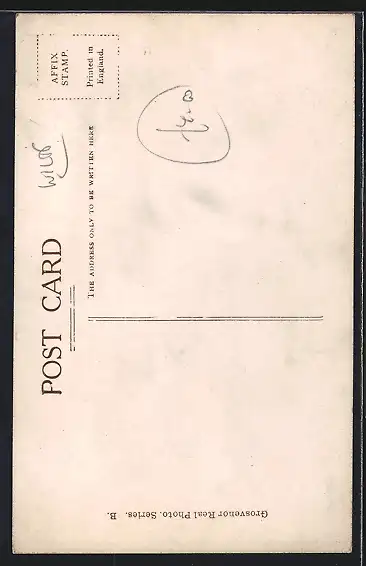 POST CARD
THE ADDRESS ONLY TO BE WRITTEN HERE
AFFIX
STAMP.
Printed in
England.
Grosvenor Real Photo. Series. B.